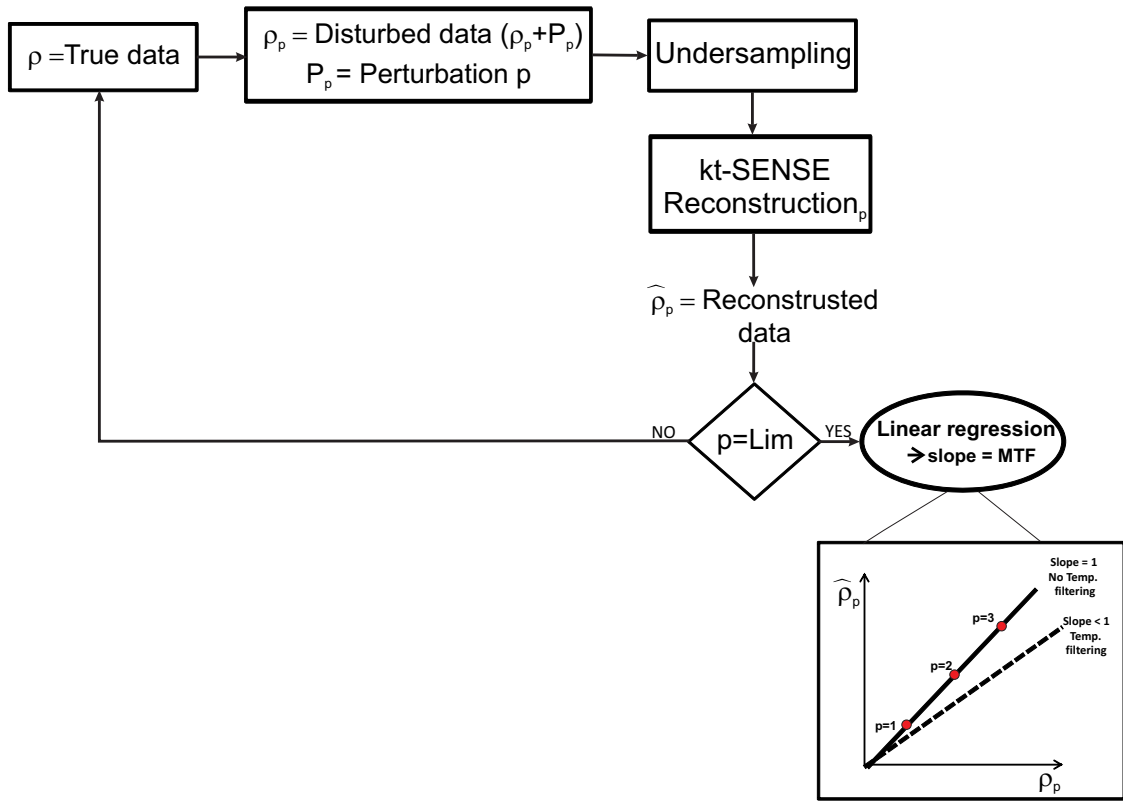 ρ =True data
ρₚ = Disturbed data (ρₚ+Pₚ)
Pₚ = Perturbation p
Undersampling
kt-SENSE
Reconstructionₚ
ρ̂ₚ = Reconstrusted
data
p=Lim
NO
YES
Linear regression
→ slope = MTF
ρ̂ₚ
Slope = 1
No Temp.
filtering
Slope < 1
Temp.
filtering
p=3
p=2
p=1
ρₚ